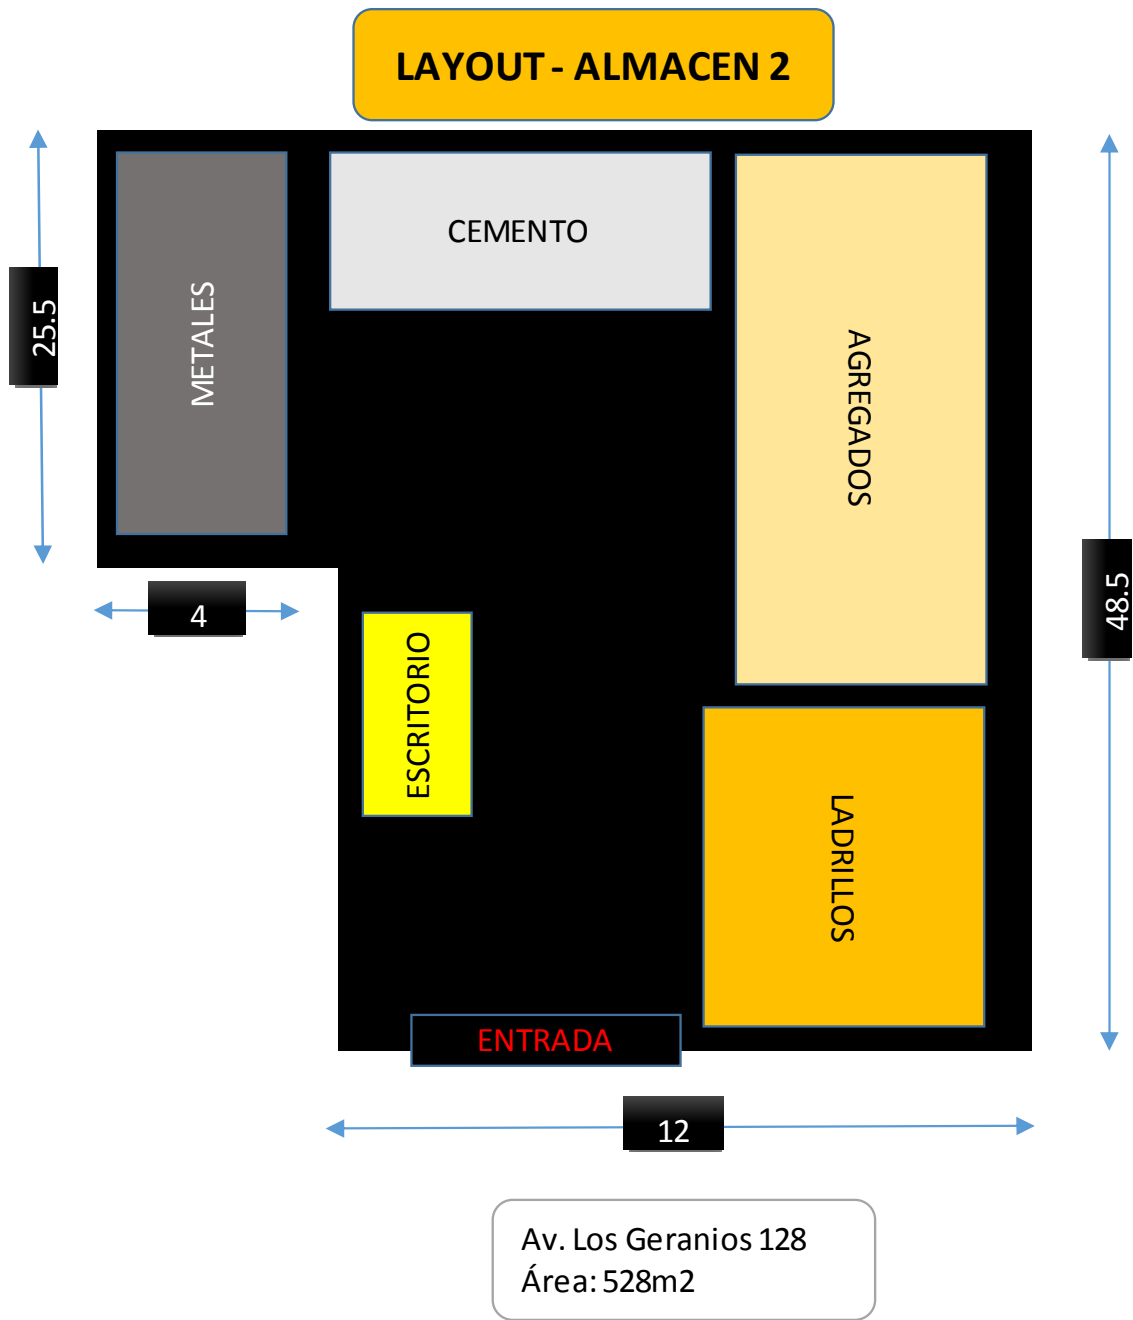 LAYOUT - ALMACEN 2
25.5
METALES
CEMENTO
AGREGADOS
48.5
4
ESCRITORIO
LADRILLOS
ENTRADA
12
Av. Los Geranios 128
Área: 528m2